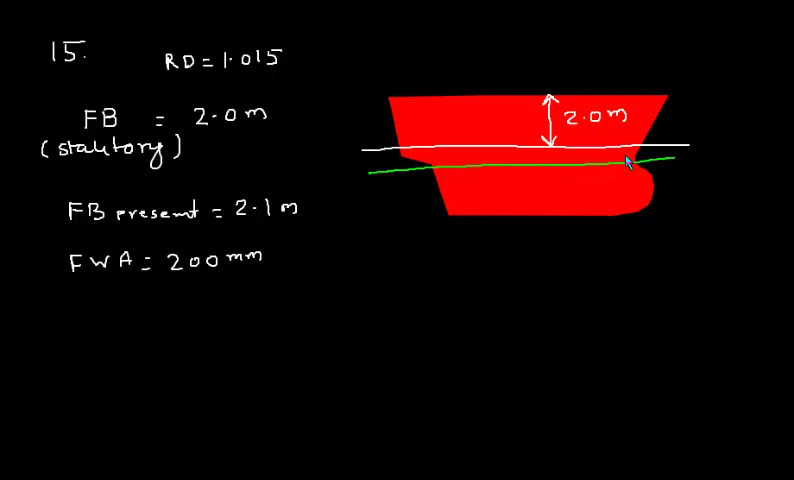 15.
RD = 1.015
FB = 2.0 m
(statutory)
FB present = 2.1 m
FWA = 200 mm
2.0 m